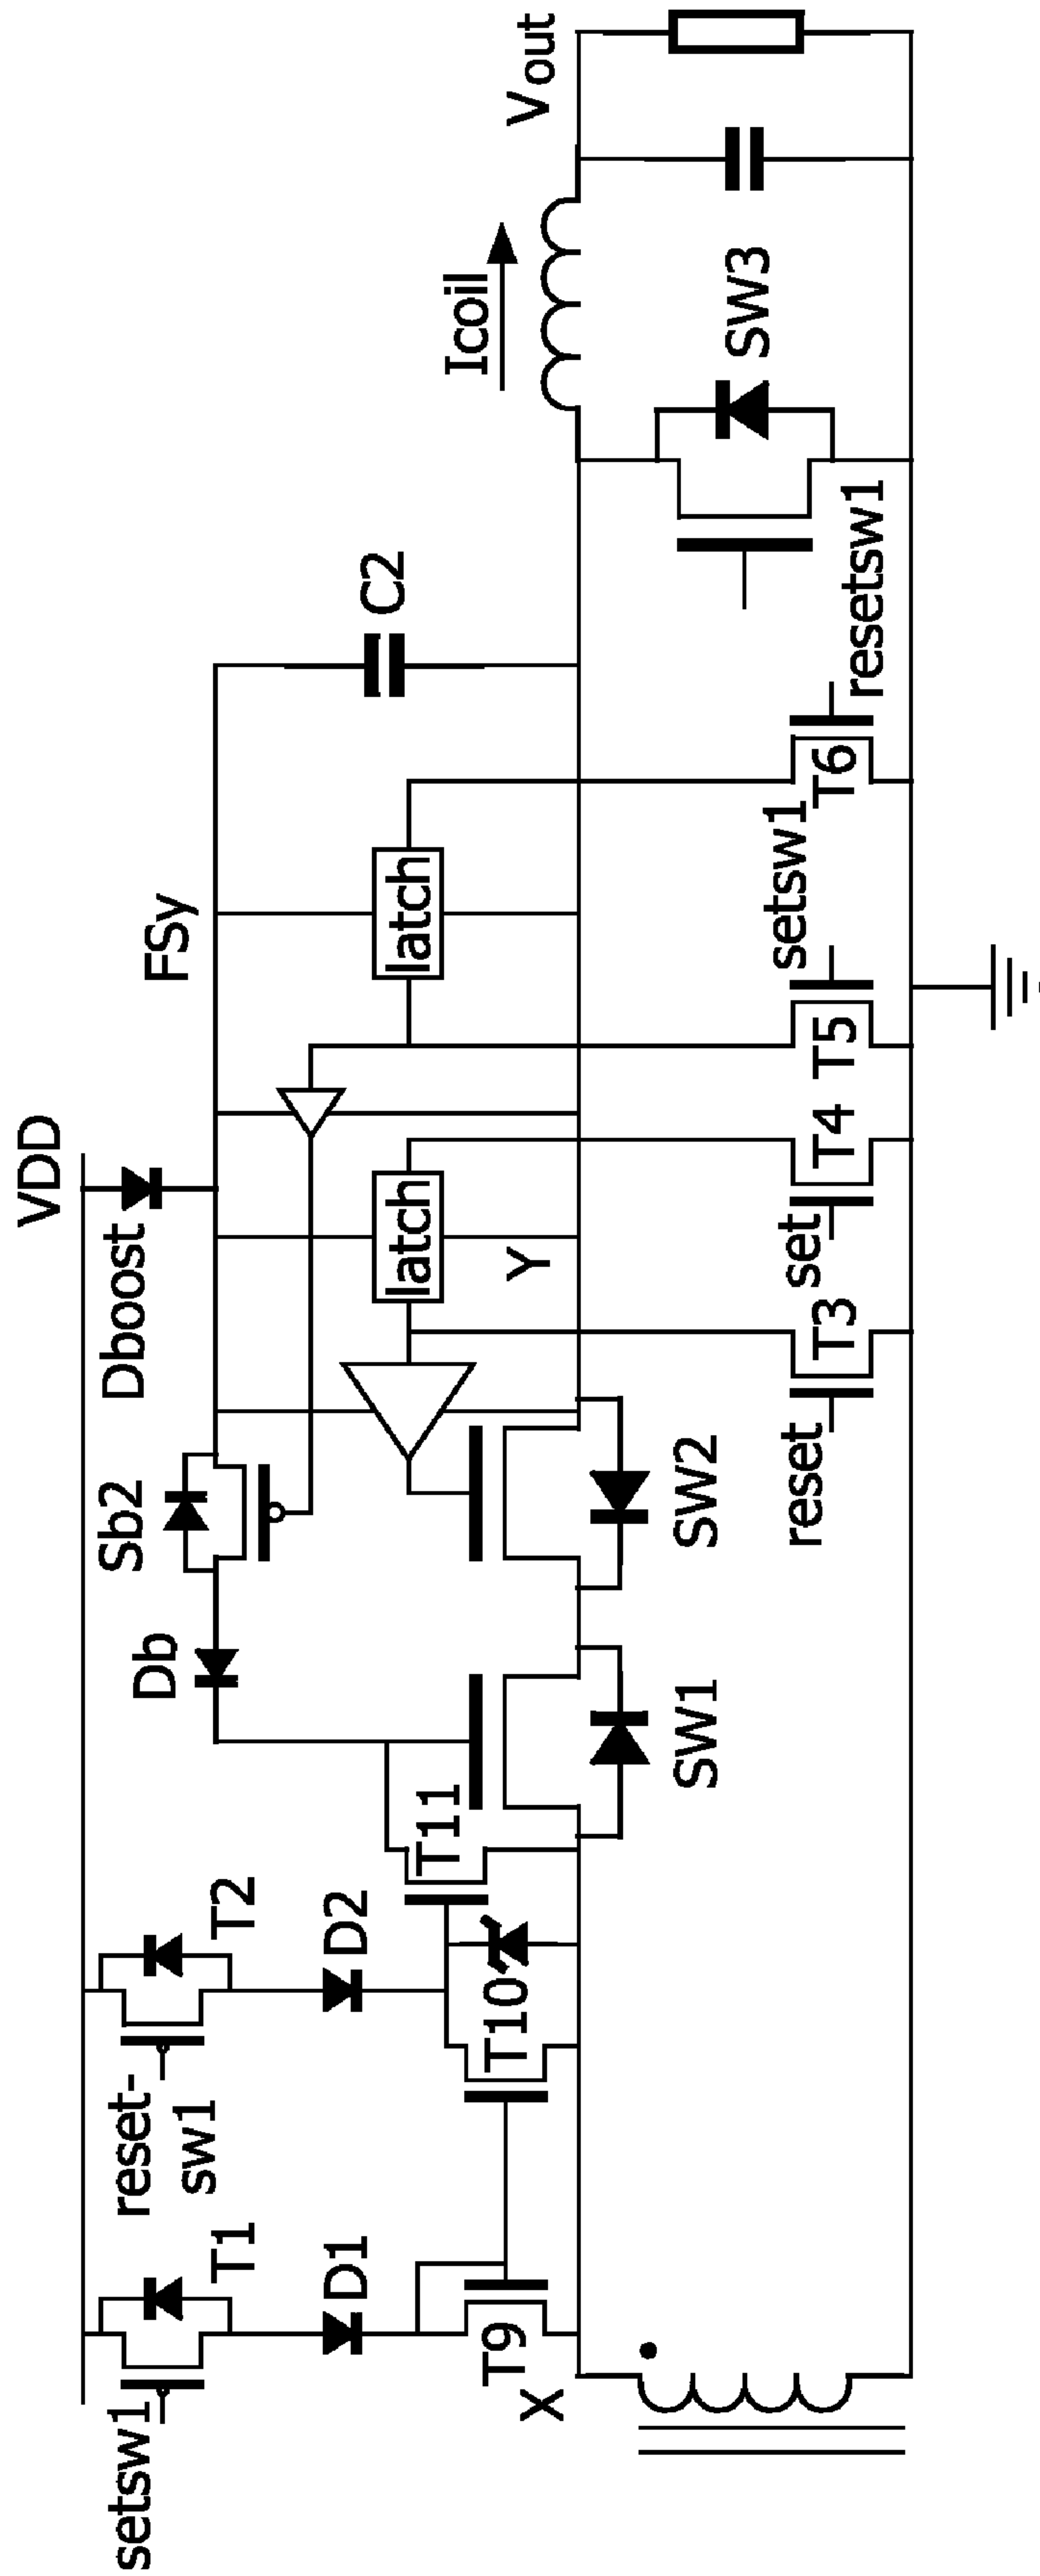 VDD
setsw1
T1
reset-
sw1
T2
Dboost
Sb2
Db
FSy
D1
D2
T11
latch
latch
C2
Icoil
Vout
T9
T10
X
Y
SW1
SW2
SW3
reset
T3
set
T4
T5
setsw1
T6
resetsw1